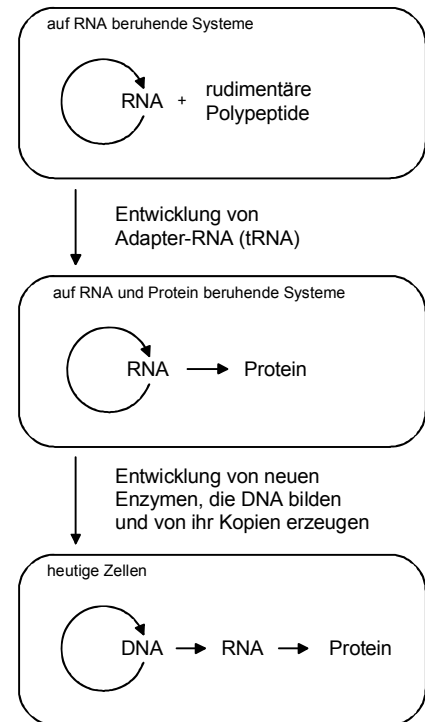 auf RNA beruhende Systeme
RNA + rudimentäre
Polypeptide
Entwicklung von
Adapter-RNA (tRNA)
auf RNA und Protein beruhende Systeme
RNA Protein
Entwicklung von neuen
Enzymen, die DNA bilden
und von ihr Kopien erzeugen
heutige Zellen
DNA RNA Protein